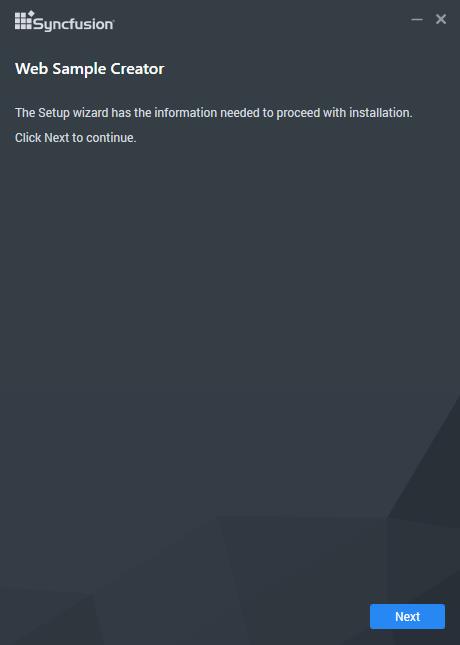 Syncfusion
Web Sample Creator
The Setup wizard has the information needed to proceed with installation.
Click Next to continue.
Next